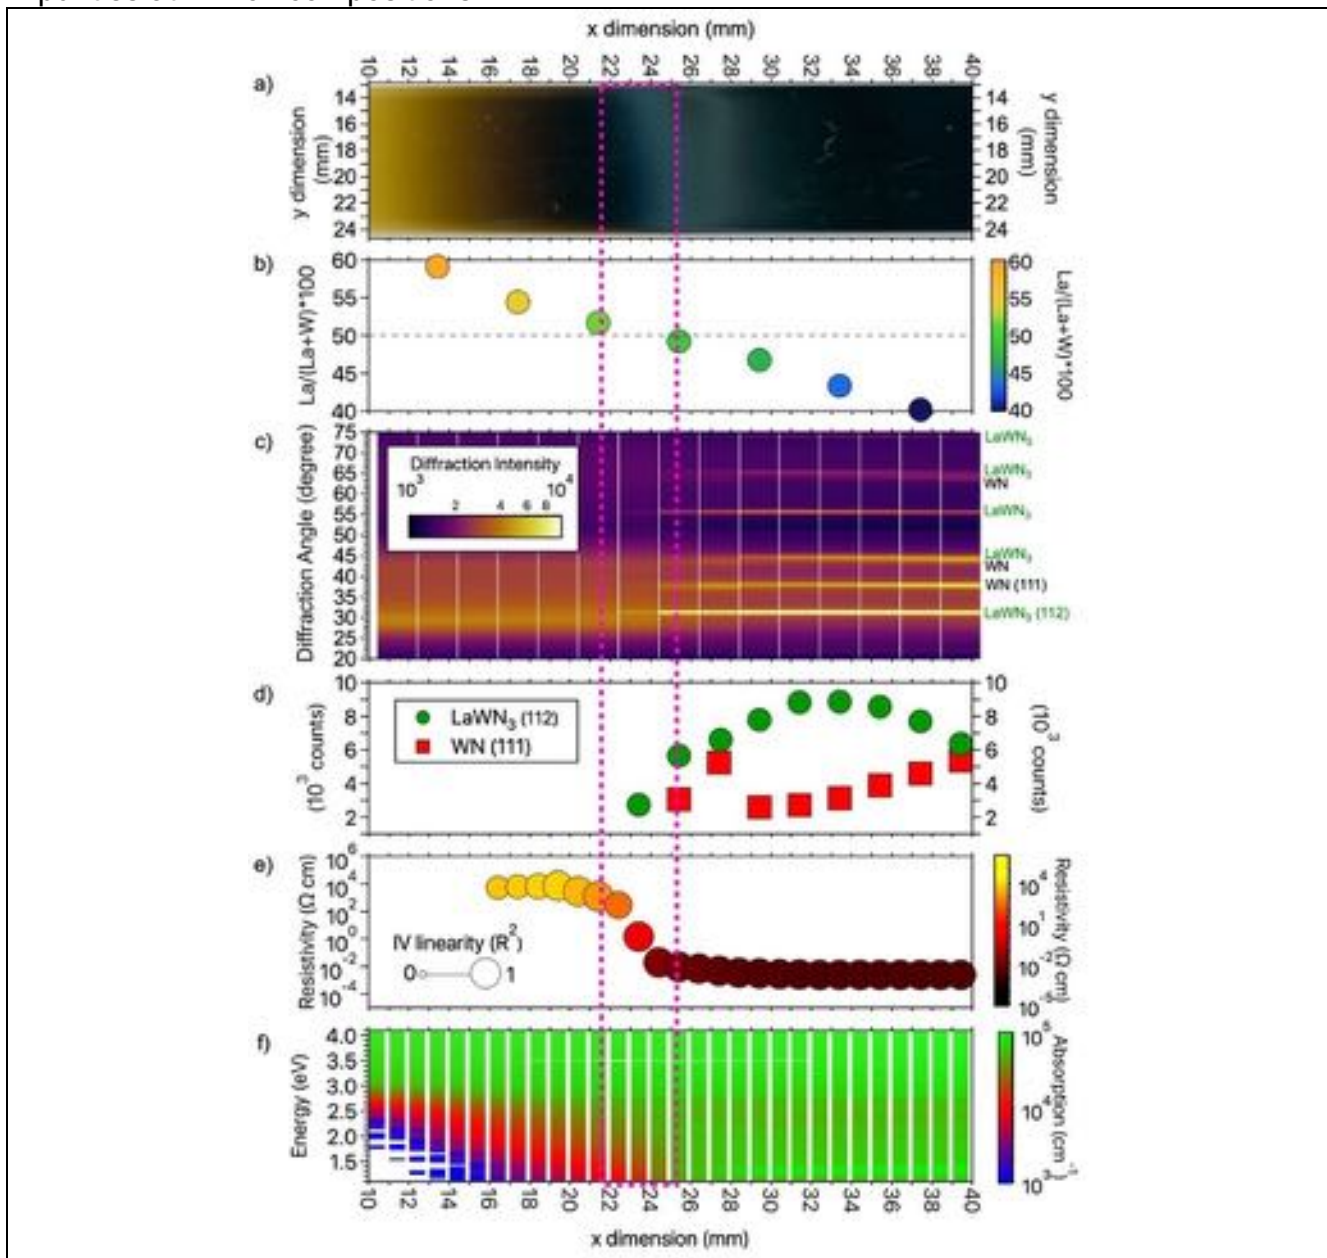 x dimension (mm)
10 12 14 16 18 20 22 24 26 28 30 32 34 36 38 40
a)
y dimension
(mm)
14
16
18
20
22
24
14
16
18
20
22
24
y dimension
(mm)
b)
La/(La+W)*100
60
55
50
45
40
60
55
50
45
40
La/(La+W)*100
c)
Diffraction Angle (degree)
75
70
65
60
55
50
45
40
35
30
25
20
Diffraction Intensity
10³ 10⁴
2 4 6 8
LaWN₃
LaWN₃
WN
LaWN₃
LaWN₃
WN
WN (111)
LaWN₃ (112)
d)
(10³ counts)
10
8
6
4
2
LaWN₃ (112)
WN (111)
10
8
6
4
2
(10³ counts)
e)
Resistivity (Ω cm)
10⁶
10⁴
10²
10⁰
10⁻²
10⁻⁴
IV linearity (R²)
0 1
10⁴
10¹
10⁻²
10⁻⁵
Resistivity (Ω cm)
f)
Energy (eV)
4.0
3.5
3.0
2.5
2.0
1.5
10⁵
10⁴
10³
Absorption (cm⁻¹)
10 12 14 16 18 20 22 24 26 28 30 32 34 36 38 40
x dimension (mm)